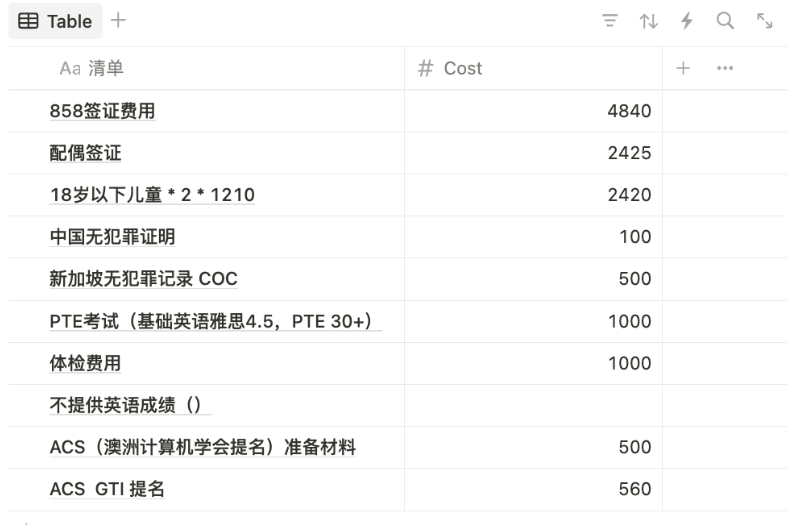 Table
Aa 清单 # Cost
858签证费用 4840
配偶签证 2425
18岁以下儿童 * 2 * 1210 2420
中国无犯罪证明 100
新加坡无犯罪记录 COC 500
PTE考试（基础英语雅思4.5，PTE 30+） 1000
体检费用 1000
不提供英语成绩（）
ACS（澳洲计算机学会提名）准备材料 500
ACS  GTI 提名 560